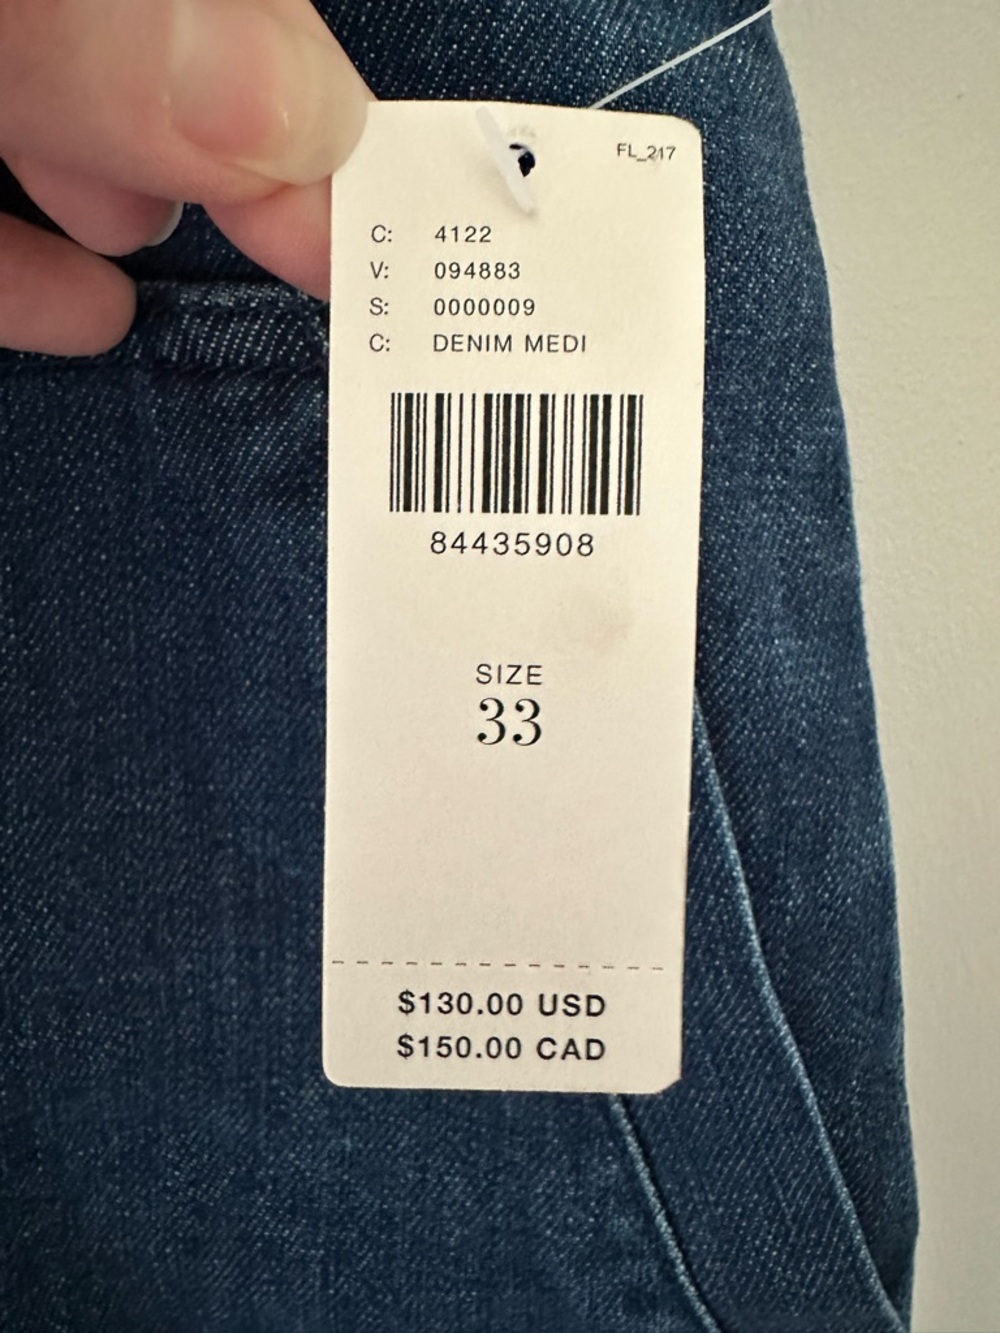 FL_217
C: 4122
V: 094883
S: 0000009
C: DENIM MEDI
84435908
SIZE
33
$130.00 USD
$150.00 CAD